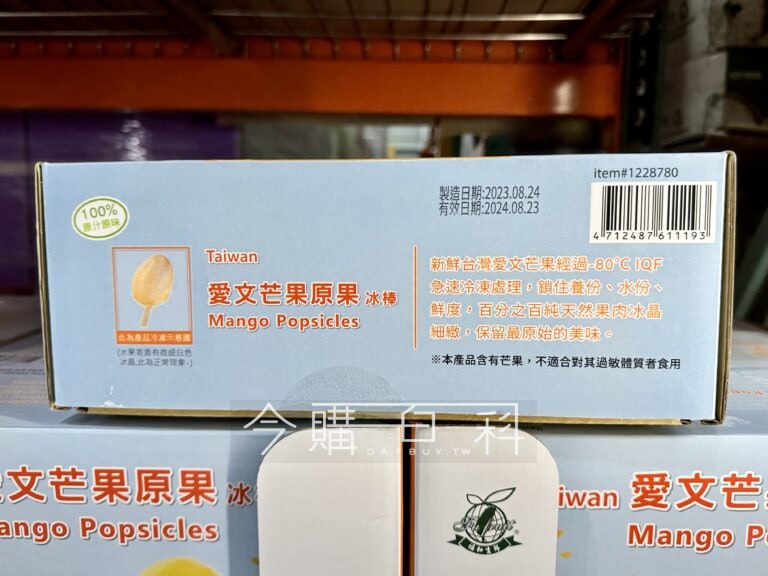 item#1228780
製造日期:2023.08.24
有效日期:2024.08.23
4 712487 611193
100%
原汁原味
Taiwan
愛文芒果原果 冰棒
Mango Popsicles
新鮮台灣愛文芒果經過-80℃ IQF
急速冷凍處理，鎖住養份、水份、
鮮度，百分之百純天然果肉冰晶
細緻，保留最原始的美味。
※本產品含有芒果，不適合對其過敏體質者食用
此為產品冷凍示意圖
(水果表面有微細白色
冰晶,此為正常現象。)
今購百科
DAYBUY.TW
愛文芒果原果 冰
ango Popsicles
iwan 愛文芒
Mango P